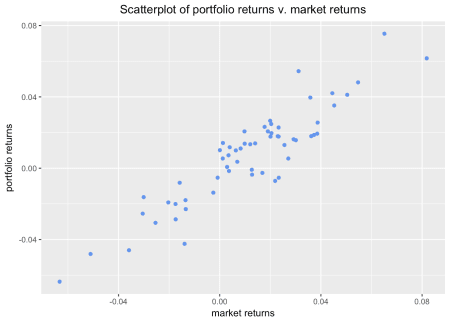 Scatterplot of portfolio returns v. market returns
0.08
0.04
0.00
-0.04
portfolio returns
-0.04
0.00
0.04
0.08
market returns